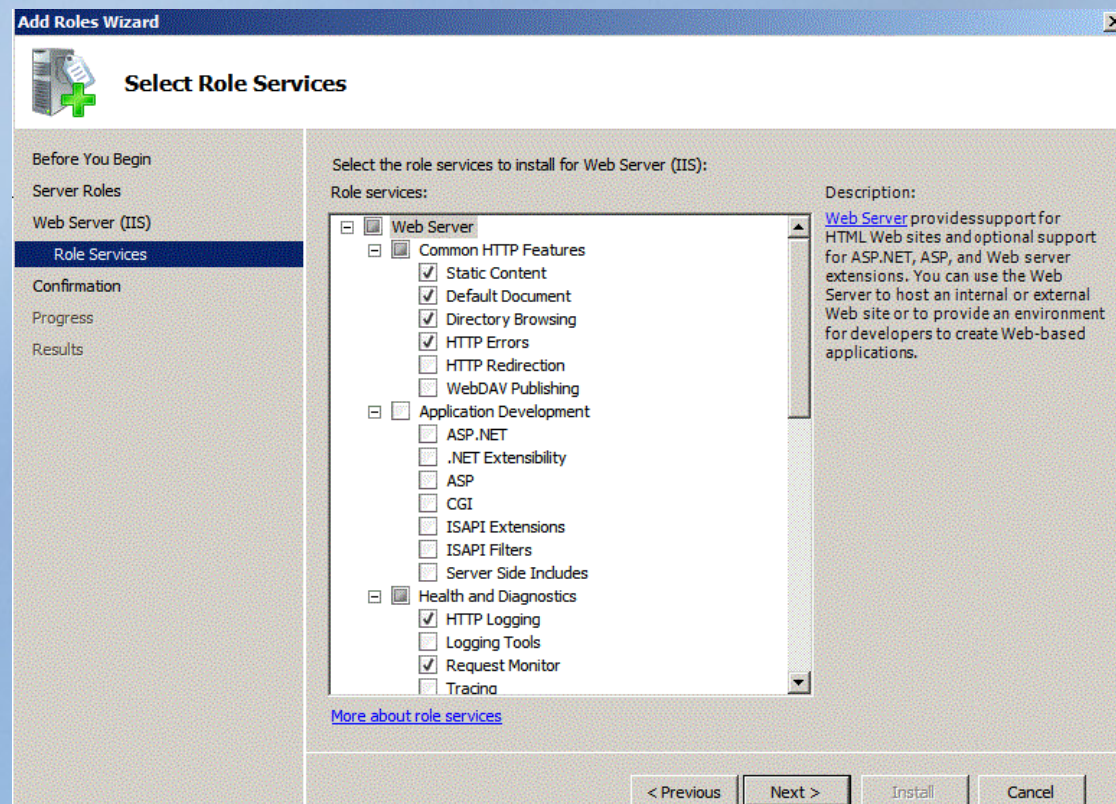 Add Roles Wizard
Select Role Services
Before You Begin
Server Roles
Web Server (IIS)
Role Services
Confirmation
Progress
Results
Select the role services to install for Web Server (IIS):
Role services:
Web Server
Common HTTP Features
Static Content
Default Document
Directory Browsing
HTTP Errors
HTTP Redirection
WebDAV Publishing
Application Development
ASP.NET
.NET Extensibility
ASP
CGI
ISAPI Extensions
ISAPI Filters
Server Side Includes
Health and Diagnostics
HTTP Logging
Logging Tools
Request Monitor
Tracing
More about role services
Description:
Web Server providessupport for
HTML Web sites and optional support
for ASP.NET, ASP, and Web server
extensions. You can use the Web
Server to host an internal or external
Web site or to provide an environment
for developers to create Web-based
applications.
< Previous
Next >
Install
Cancel